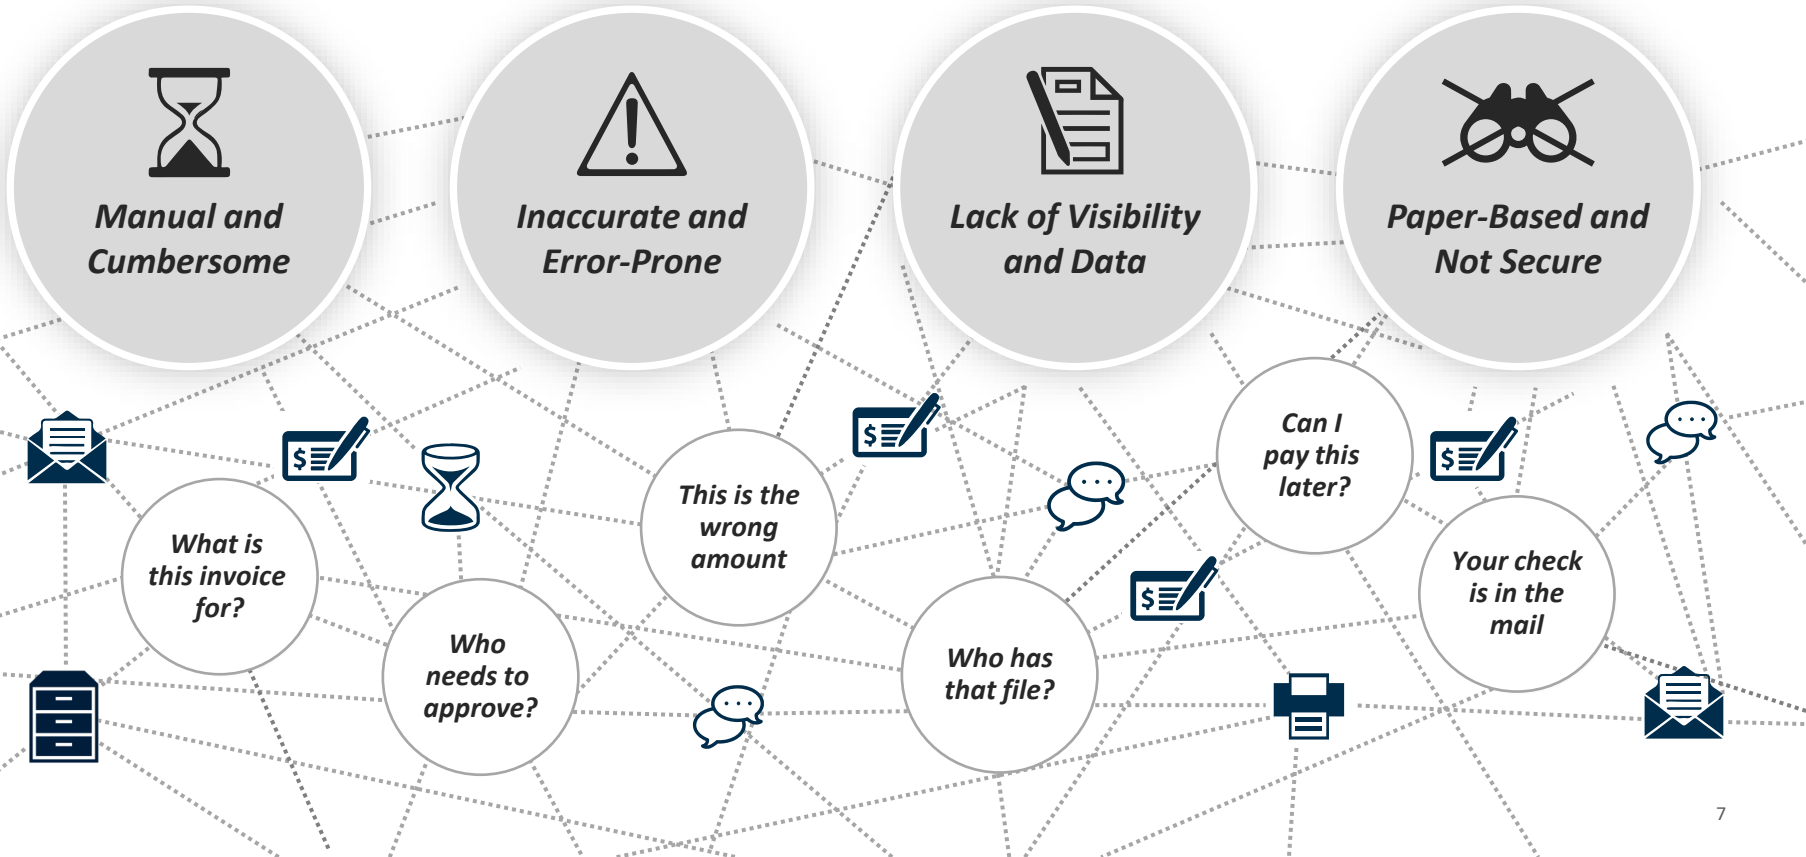 Manual and
Cumbersome
Inaccurate and
Error-Prone
Lack of Visibility
and Data
Paper-Based and
Not Secure
What is
this invoice
for?
Who
needs to
approve?
This is the
wrong
amount
Who has
that file?
Can I
pay this
later?
Your check
is in the
mail
$
$
$
$
7